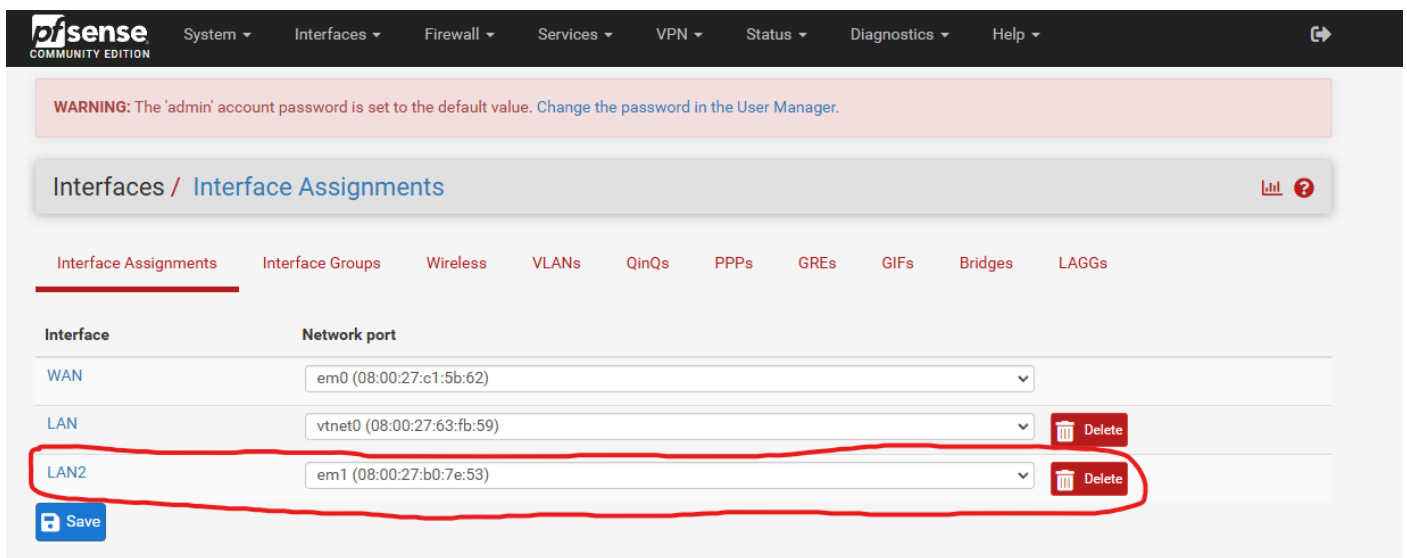 pfsense
COMMUNITY EDITION
System Interfaces Firewall Services VPN Status Diagnostics Help
WARNING: The 'admin' account password is set to the default value. Change the password in the User Manager.
Interfaces / Interface Assignments
Interface Assignments Interface Groups Wireless VLANs QinQs PPPs GREs GIFs Bridges LAGGs
Interface Network port
WAN em0 (08:00:27:c1:5b:62)
LAN vtnet0 (08:00:27:63:fb:59) Delete
LAN2 em1 (08:00:27:b0:7e:53) Delete
Save